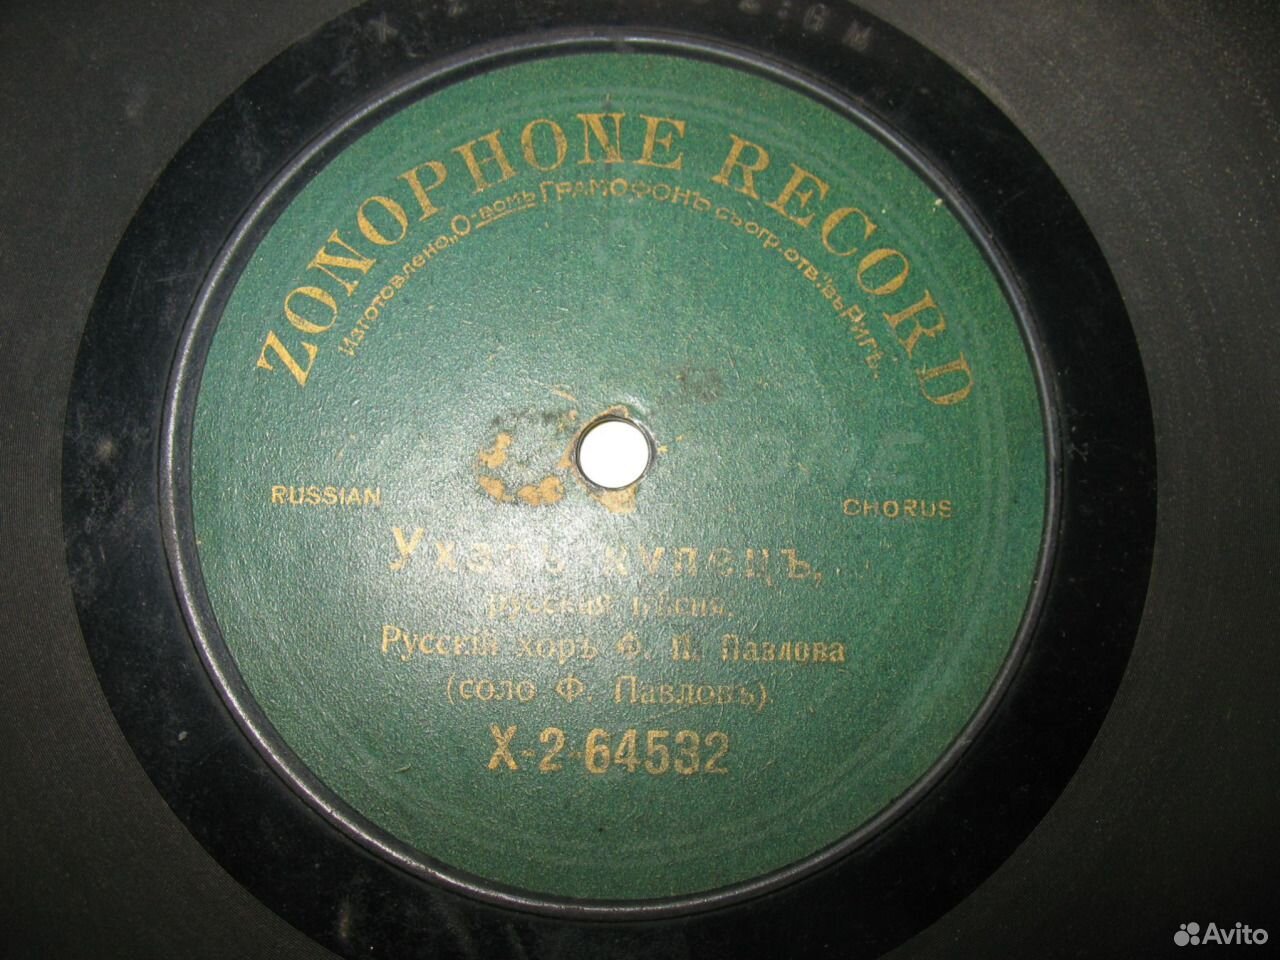 ZONOPHONE RECORD
Изготовлено „О-вомъ ГРАМОФОНЪ съ огр. отв." въ Ригѣ.
RUSSIAN CHORUS
Ухарь купецъ.
Русская пѣсня.
Русскій хоръ Ф. П. Павлова
(соло Ф. Павловъ).
X-2-64532
Avito